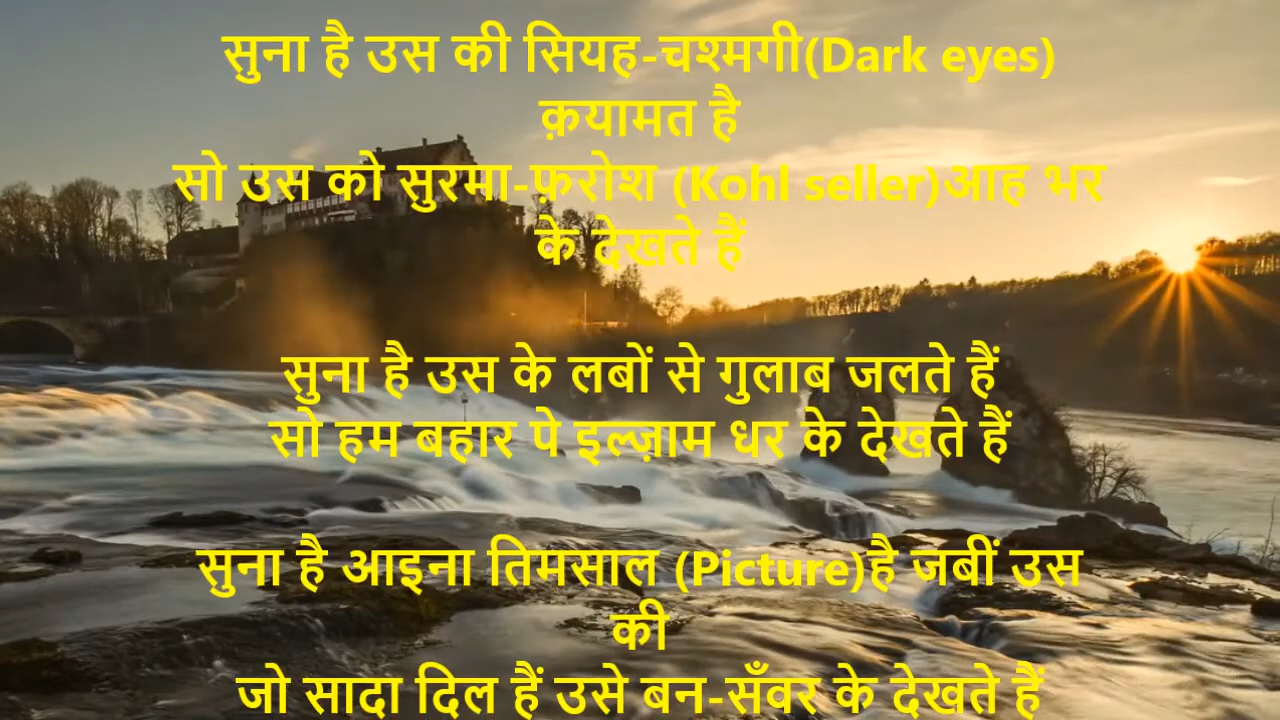 सुना है उस की सियह-चश्मगी(Dark eyes)
क़यामत है
सो उस को सुरमा-फ़रोश (Kohl seller)आह भर
के देखते हैं
सुना है उस के लबों से गुलाब जलते हैं
सो हम बहार पे इल्ज़ाम धर के देखते हैं
सुना है आइना तिमसाल (Picture)है जबीं उस
की
जो सादा दिल हैं उसे बन-सँवर के देखते हैं